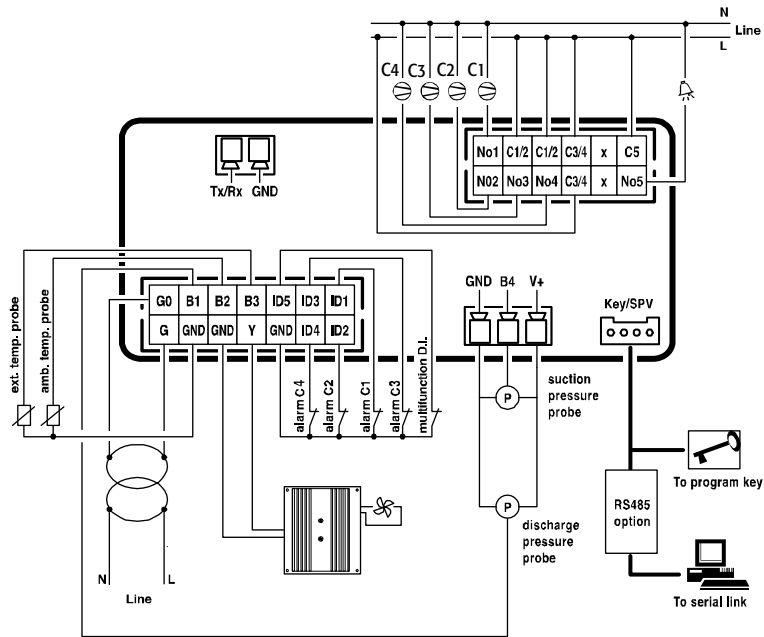 N
Line
L
C4 C3 C2 C1
No1 C1/2 C1/2 C3/4 x C5
N02 No3 No4 C3/4 x No5
Tx/Rx GND
G0 B1 B2 B3 ID5 ID3 ID1
G GND GND Y GND ID4 ID2
GND B4 V+
Key/SPV
ext. temp. probe
amb. temp. probe
alarm C4
alarm C2
alarm C1
alarm C3
multifunction D.I.
P
suction
pressure
probe
P
discharge
pressure
probe
To program key
RS485
option
To serial link
N L
Line